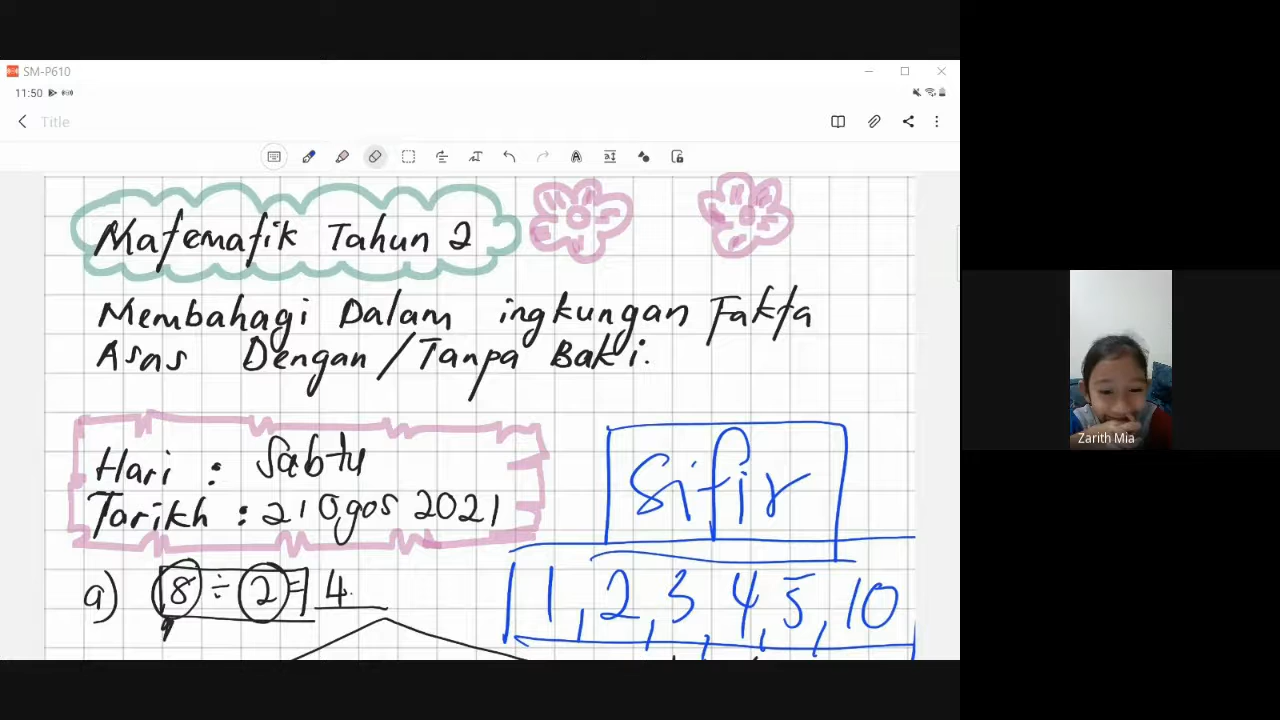 SM-P610
11:50
Title
Matematik Tahun 2
Membahagi Dalam ingkungan Fakta
Asas Dengan/Tanpa Baki.
Hari : Sabtu
Tarikh : 21 Ogos 2021
Sifir
a) 8 ÷ 2 = 4
1, 2, 3, 4, 5, 10
Zarith Mia